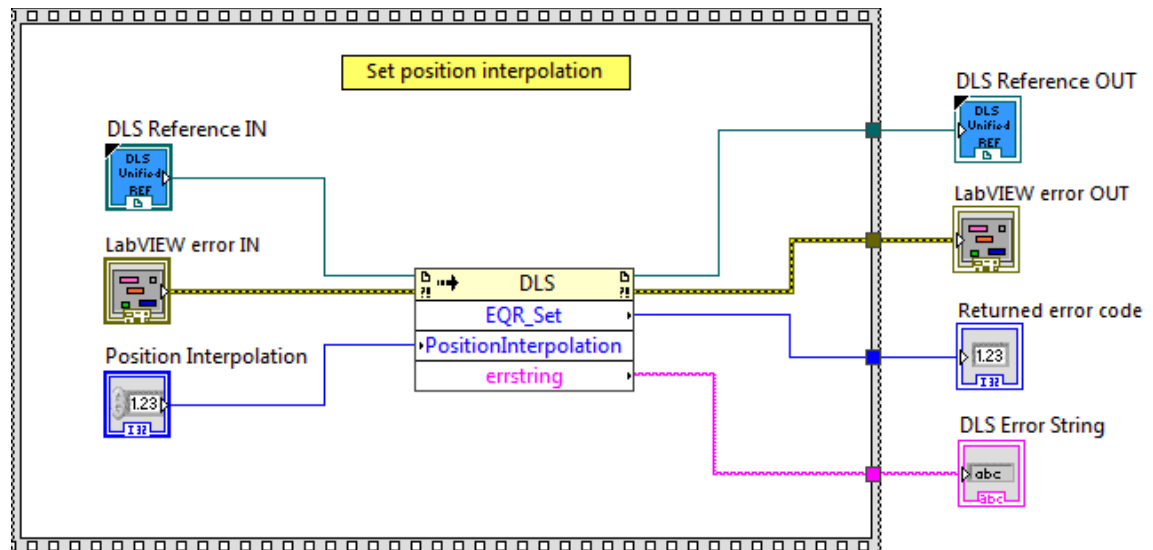 Set position interpolation
DLS Reference IN
DLS
Unified
REF
LabVIEW error IN
Position Interpolation
1.23
I32
?!
DLS
?!
EQR_Set
PositionInterpolation
errstring
DLS Reference OUT
DLS
Unified
REF
LabVIEW error OUT
Returned error code
1.23
I32
DLS Error String
abc
abc